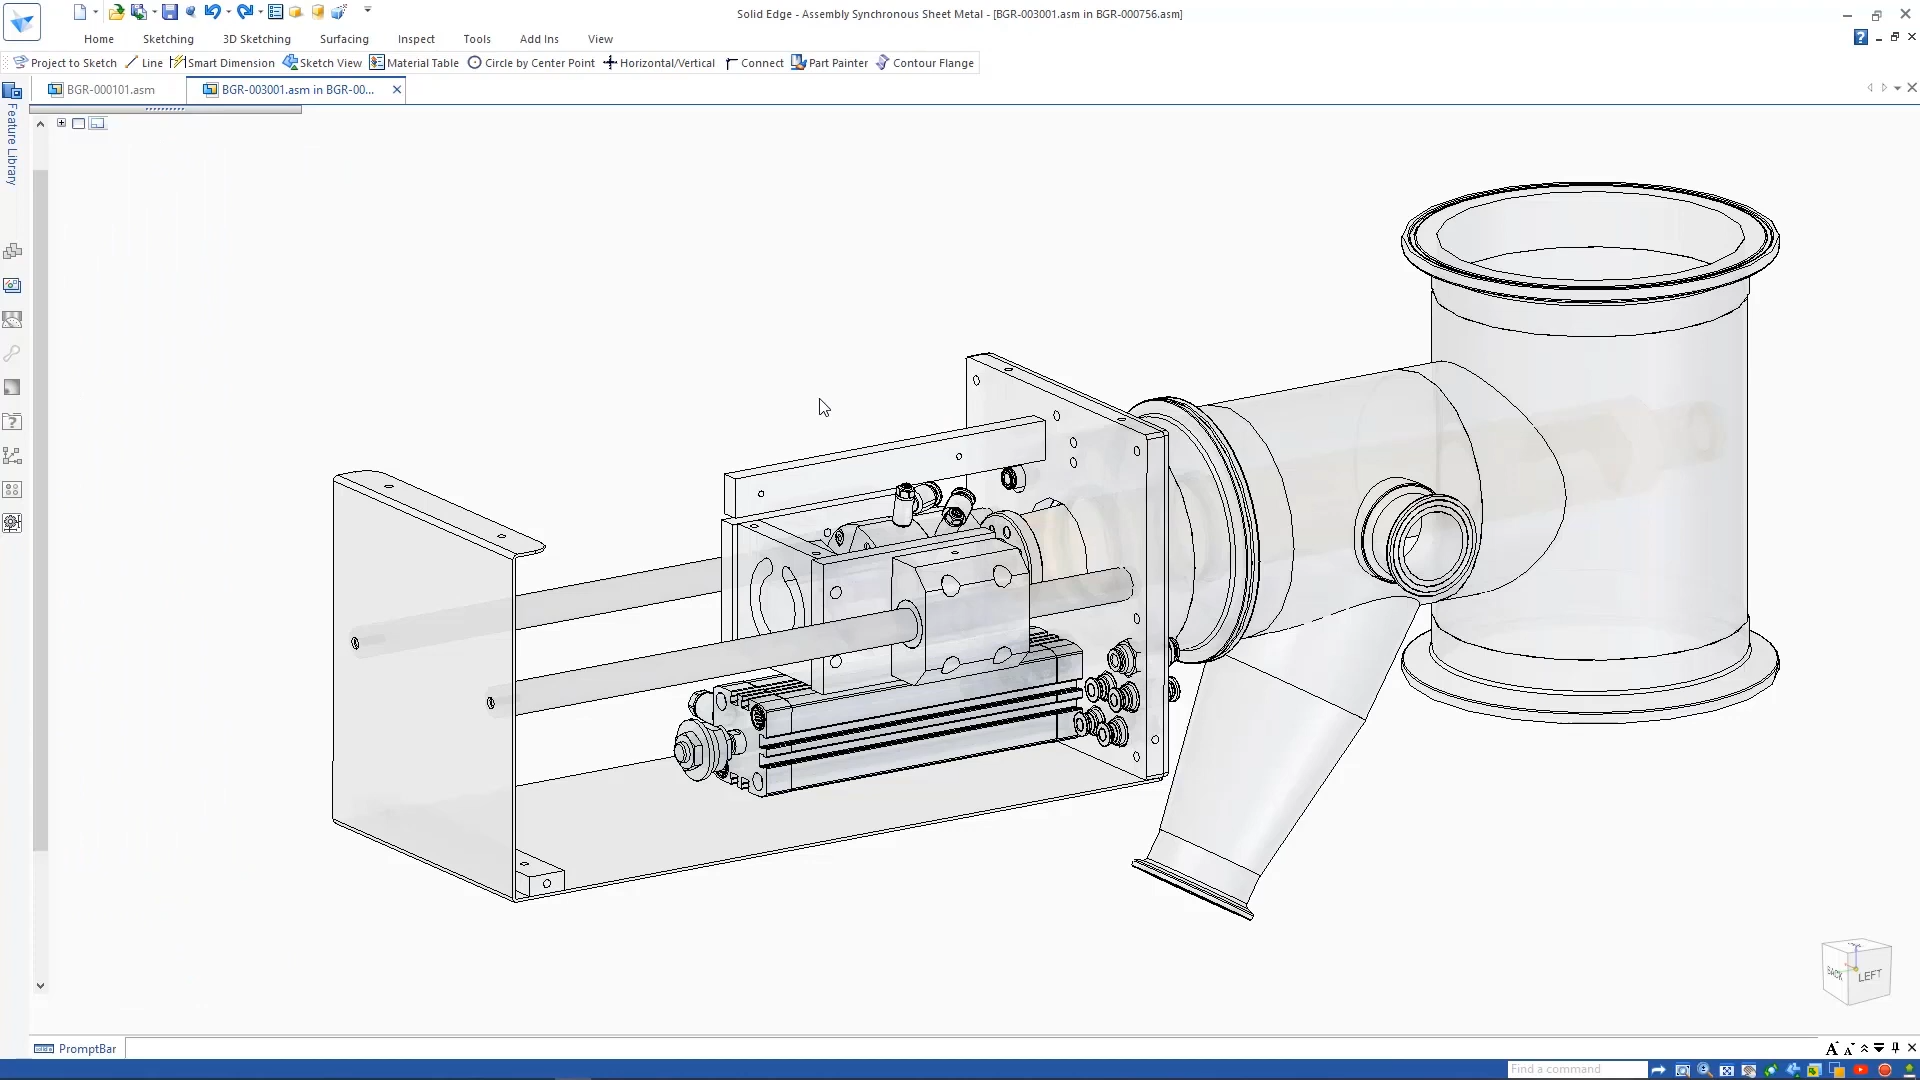 Solid Edge - Assembly Synchronous Sheet Metal - [BGR-003001.asm in BGR-000756.asm]
Home Sketching 3D Sketching Surfacing Inspect Tools Add Ins View
Project to Sketch Line Smart Dimension Sketch View Material Table Circle by Center Point Horizontal/Vertical Connect Part Painter Contour Flange
BGR-000101.asm BGR-003001.asm in BGR-00...
Feature Library
BACK LEFT
PromptBar
Find a command